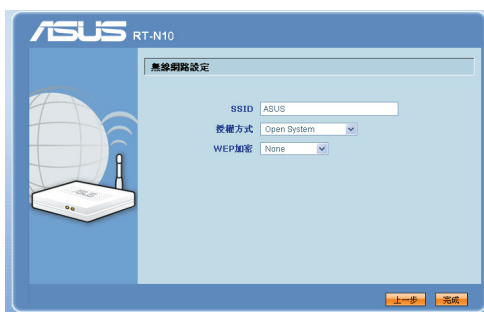 ASUS RT-N10
無線網路設定
SSID ASUS
授權方式 Open System
WEP加密 None
ASUS
上一步 完成